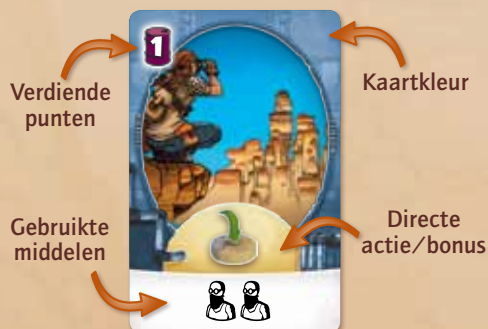 1
Verdiende
punten
Kaartkleur
Gebruikte
middelen
Directe
actie/bonus